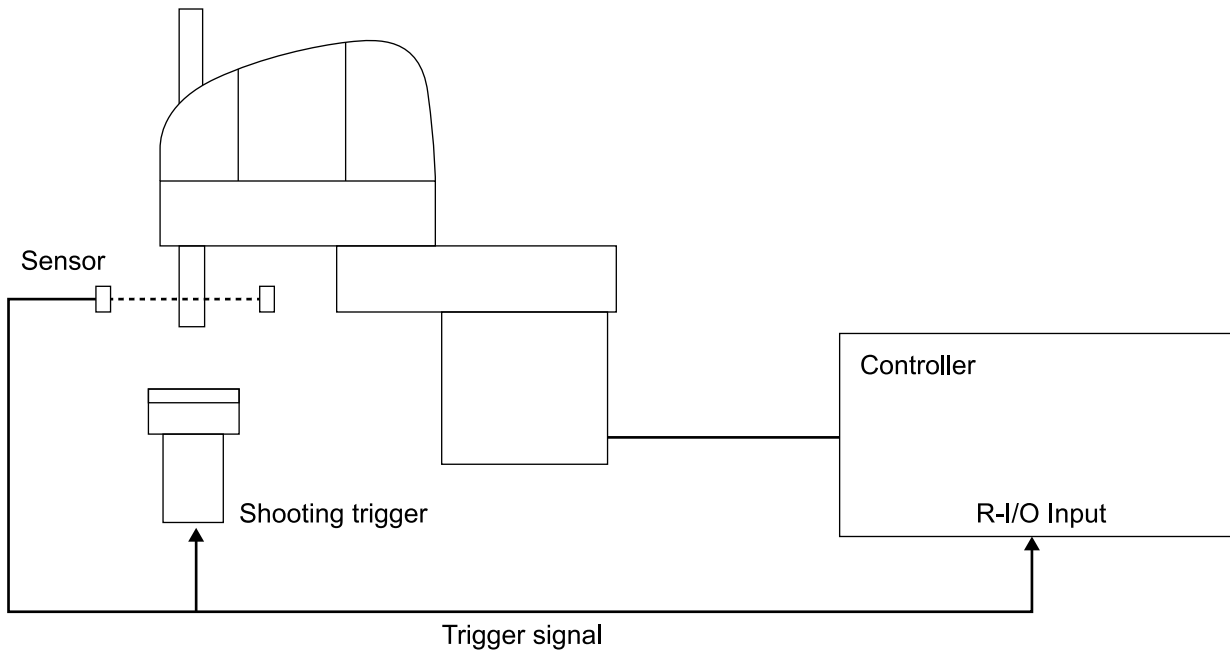 Sensor
Controller
Shooting trigger
R-I/O Input
Trigger signal